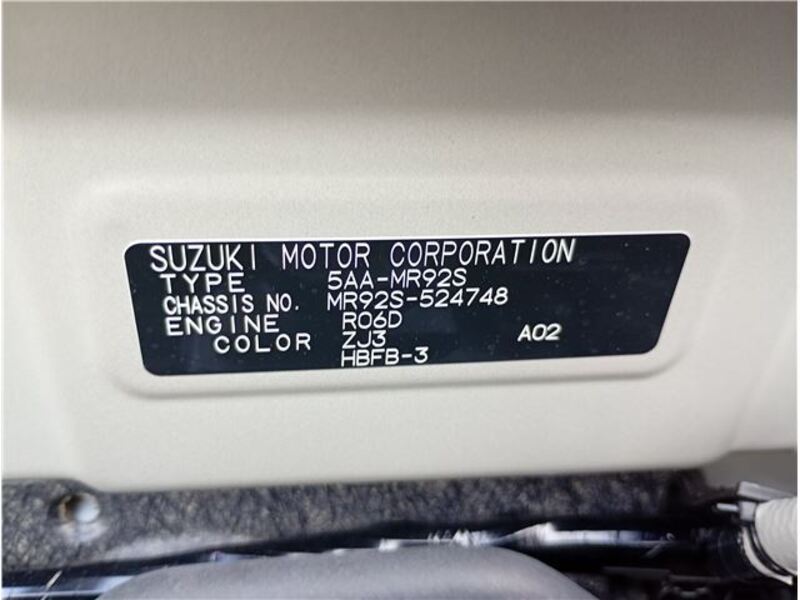 SUZUKI MOTOR CORPORATION
TYPE 5AA-MR92S
CHASSIS NO. MR92S-524748
ENGINE R06D
COLOR ZJ3 A02
HBFB-3